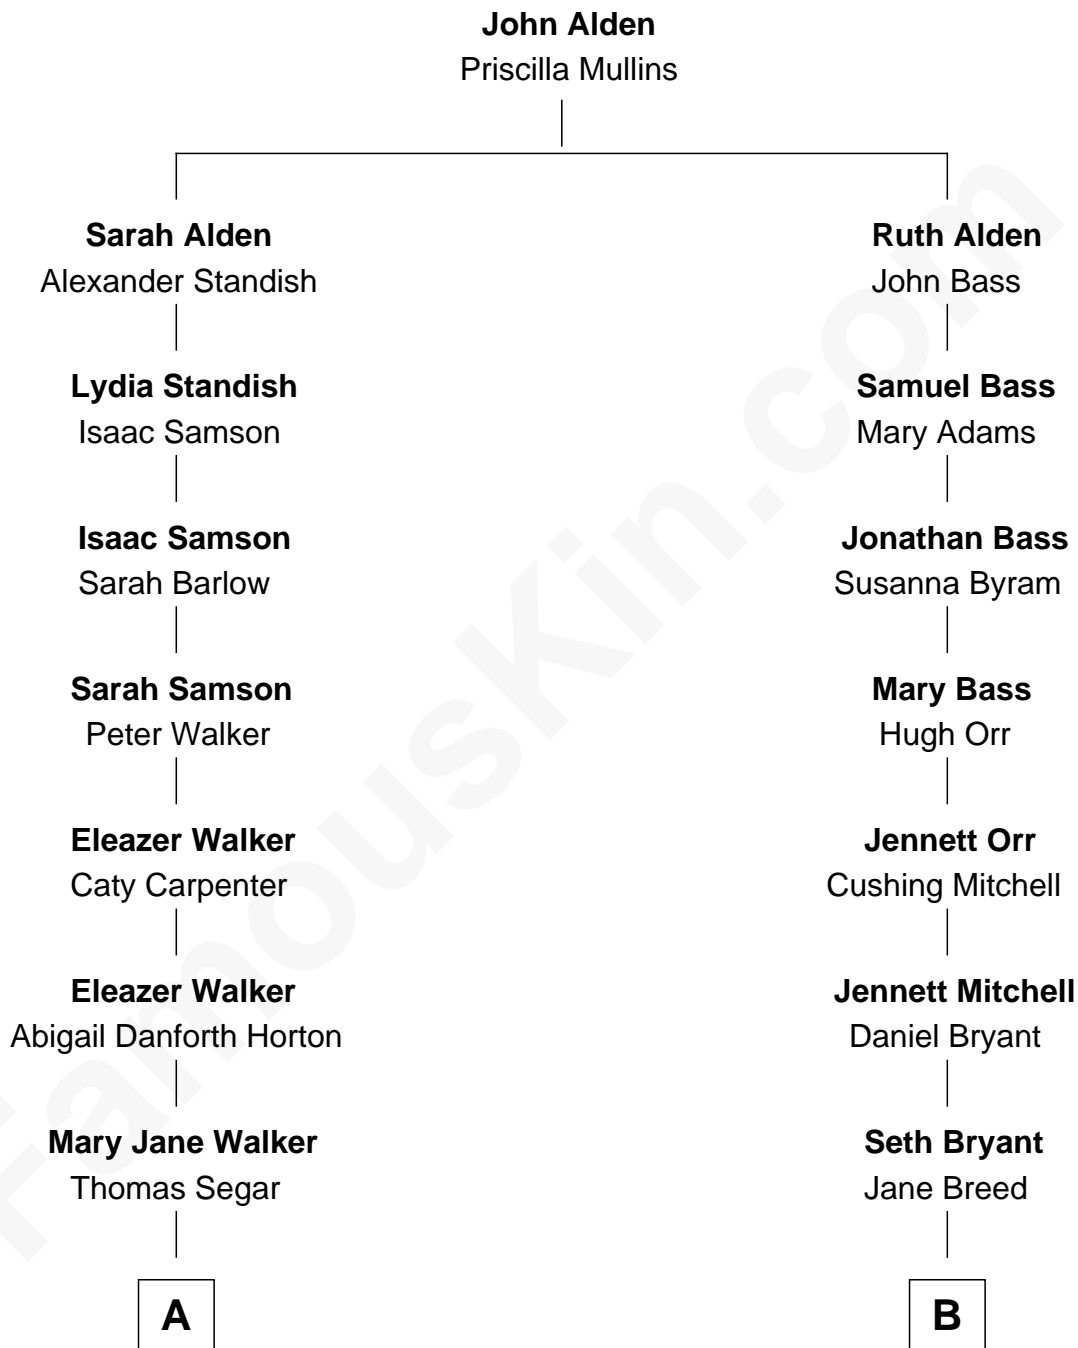 John Alden
Priscilla Mullins
Sarah Alden
Alexander Standish
Lydia Standish
Isaac Samson
Isaac Samson
Sarah Barlow
Sarah Samson
Peter Walker
Eleazer Walker
Caty Carpenter
Eleazer Walker
Abigail Danforth Horton
Mary Jane Walker
Thomas Segar
A
Ruth Alden
John Bass
Samuel Bass
Mary Adams
Jonathan Bass
Susanna Byram
Mary Bass
Hugh Orr
Jennett Orr
Cushing Mitchell
Jennett Mitchell
Daniel Bryant
Seth Bryant
Jane Breed
B
FamousKin.com